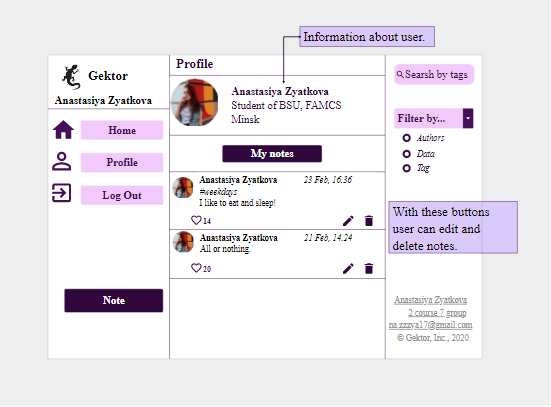 Information about user.
Gektor
Anastasiya Zyatkova
Home
Profile
Log Out
Note
Profile
Anastasiya Zyatkova
Student of BSU, FAMCS
Minsk
My notes
Anastasiya Zyatkova 23 Feb, 16.36
#weekdays
I like to eat and sleep!
14
Anastasiya Zyatkova 21 Feb, 14.24
All or nothing
20
Searsh by tags
Filter by...
Authors
Data
Tag
With these buttons
user can edit and
delete notes.
Anastasiya Zyatkova
2 course 7 group
na.zzzya17@gmail.com
© Gektor, Inc., 2020.